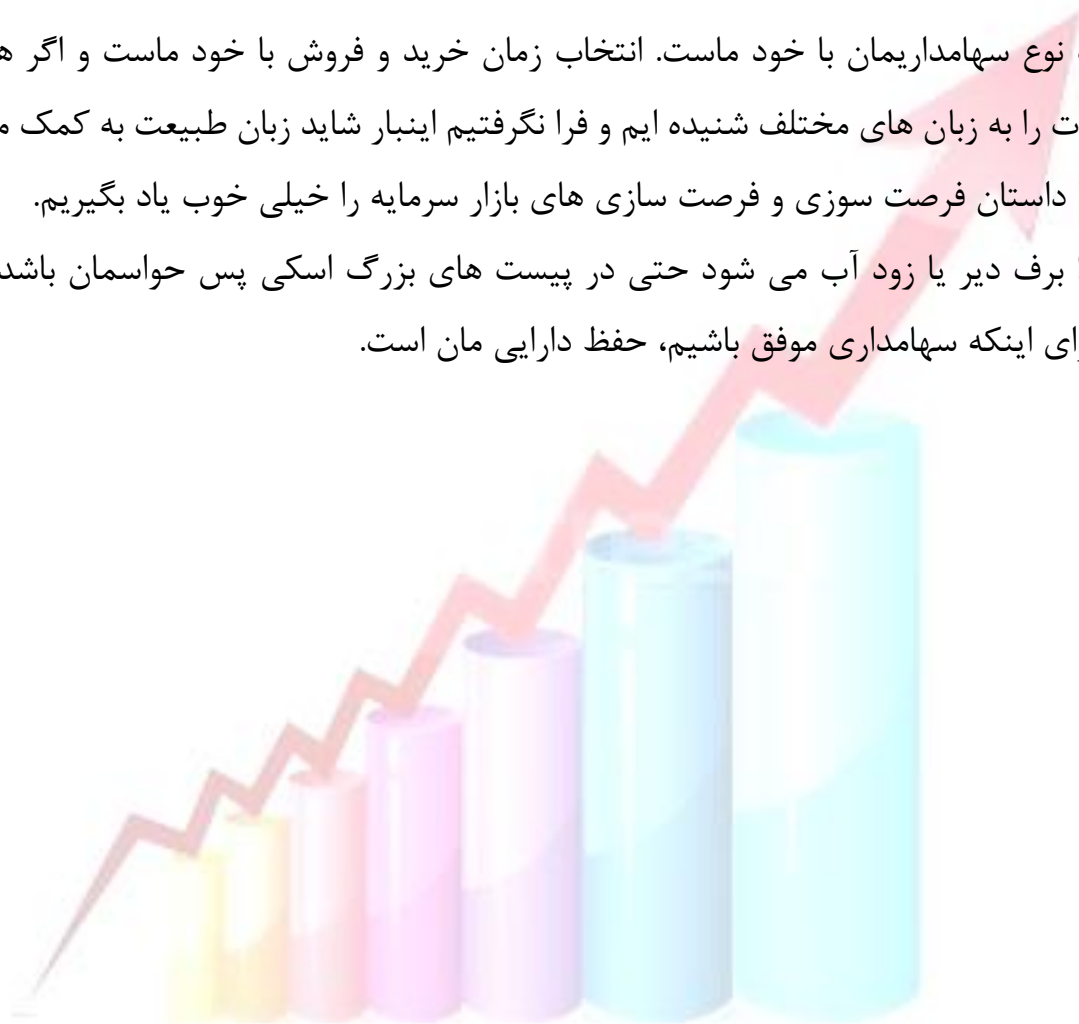 نوع سهامداریمان با خود ماست. انتخاب زمان خرید و فروش با خود ماست و اگر
را به زبان های مختلف شنیده ایم و فرا نگرفتیم اینبار شاید زبان طبیعت به کمک
داستان فرصت سوزی و فرصت سازی های بازار سرمایه را خیلی خوب یاد بگیریم.
برف دیر یا زود آب می شود حتی در پیست های بزرگ اسکی پس حواسمان باشد
اینکه سهامداری موفق باشیم، حفظ دارایی مان است.